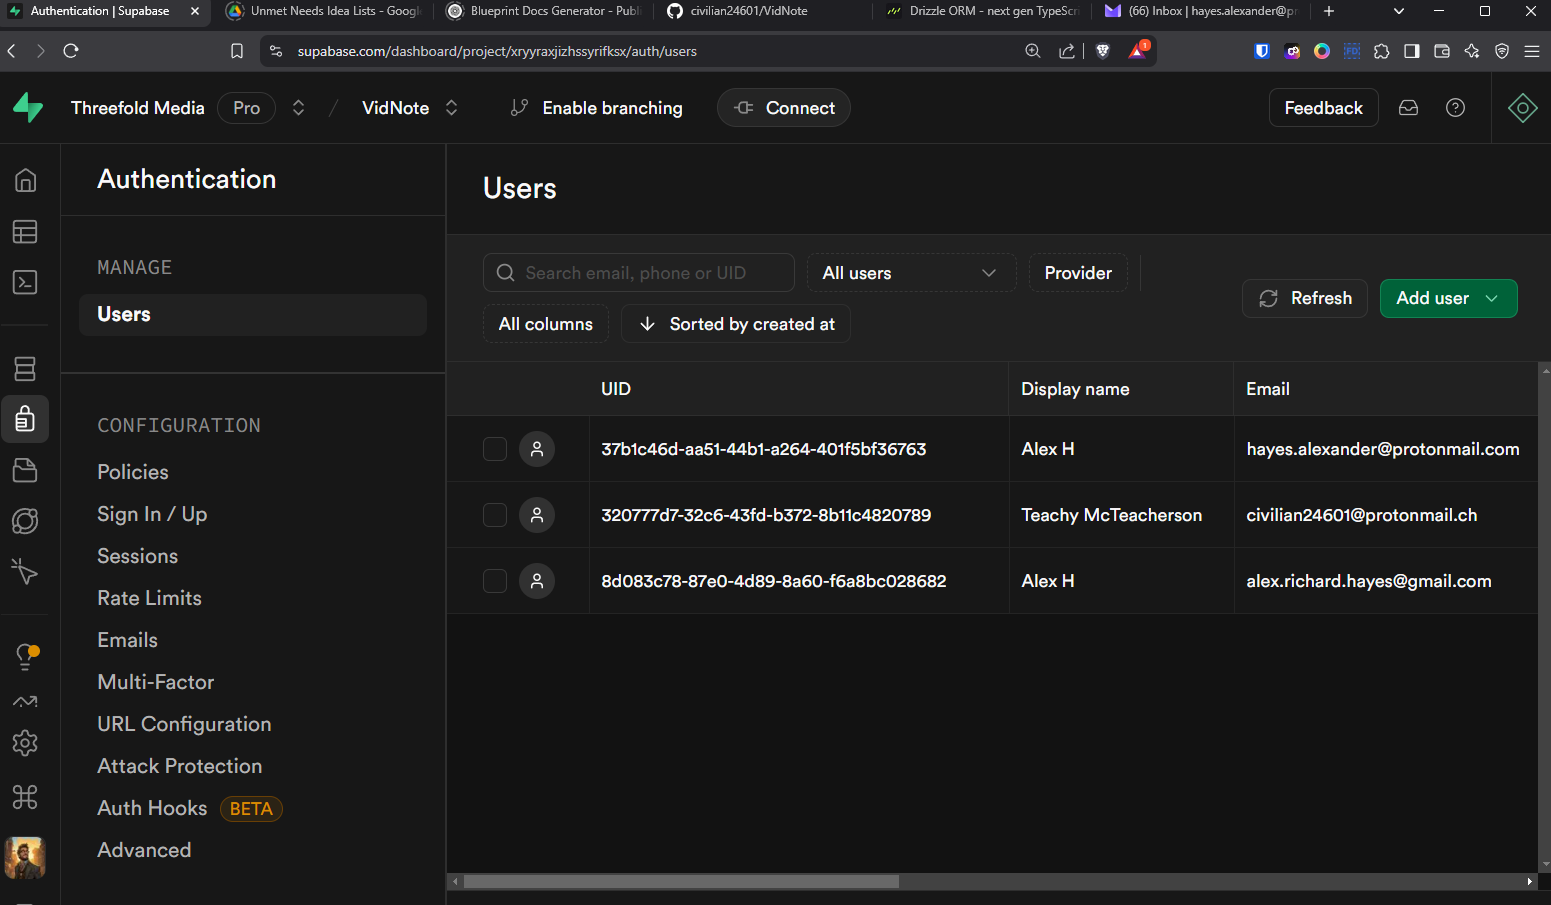 Authentication | Supabase
Unmet Needs Idea Lists - Googl
Blueprint Docs Generator - Publ
civilian24601/VidNote
Drizzle ORM - next gen TypeScri
(66) Inbox | hayes.alexander@pr
supabase.com/dashboard/project/xryyraxjizhssyrifksx/auth/users
1
FD
Threefold Media
Pro
VidNote
Enable branching
Connect
Feedback
Authentication
MANAGE
Users
CONFIGURATION
Policies
Sign In / Up
Sessions
Rate Limits
Emails
Multi-Factor
URL Configuration
Attack Protection
Auth Hooks BETA
Advanced
Users
Search email, phone or UID
All users
Provider
All columns
Sorted by created at
Refresh
Add user
UID Display name Email
37b1c46d-aa51-44b1-a264-401f5bf36763 Alex H hayes.alexander@protonmail.com
320777d7-32c6-43fd-b372-8b11c4820789 Teachy McTeacherson civilian24601@protonmail.ch
8d083c78-87e0-4d89-8a60-f6a8bc028682 Alex H alex.richard.hayes@gmail.com